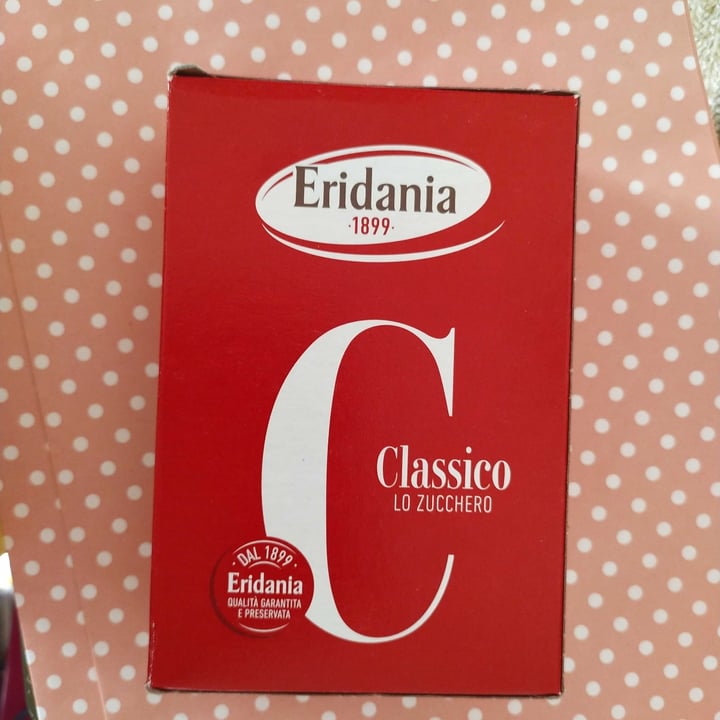 Eridania
·1899·
C
Classico
LO ZUCCHERO
· DAL 1899 ·
Eridania
QUALITÀ GARANTITA
E PRESERVATA